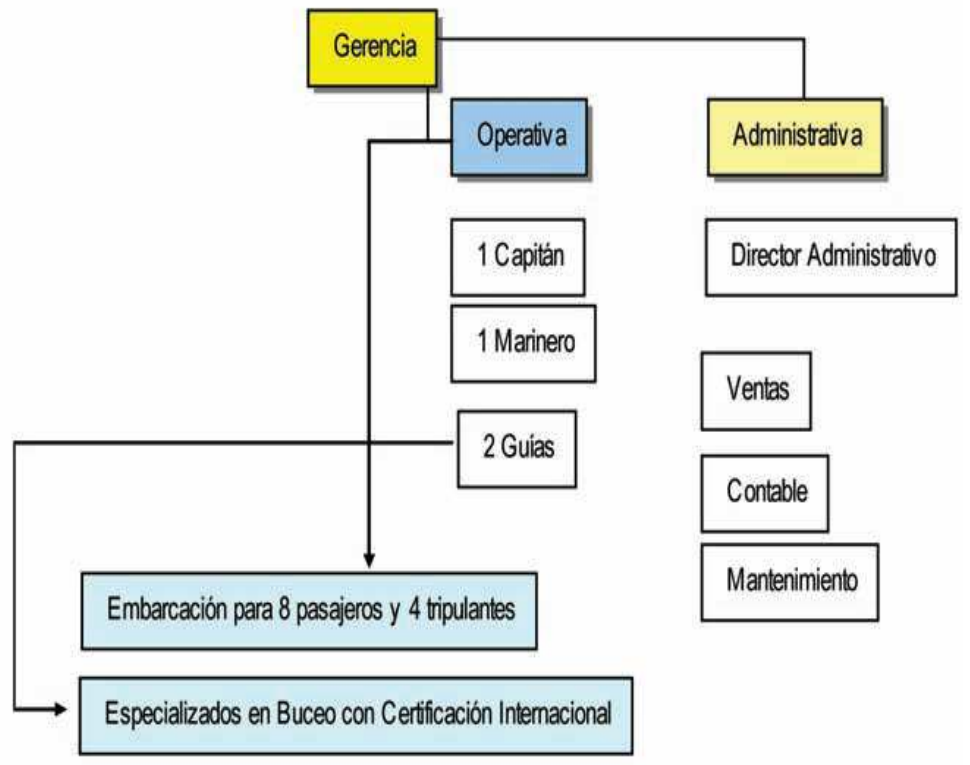 Gerencia
Operativa
Administrativa
1 Capitán
Director Administrativo
1 Marinero
Ventas
2 Guías
Contable
Mantenimiento
Embarcación para 8 pasajeros y 4 tripulantes
Especializados en Buceo con Certificación Internacional